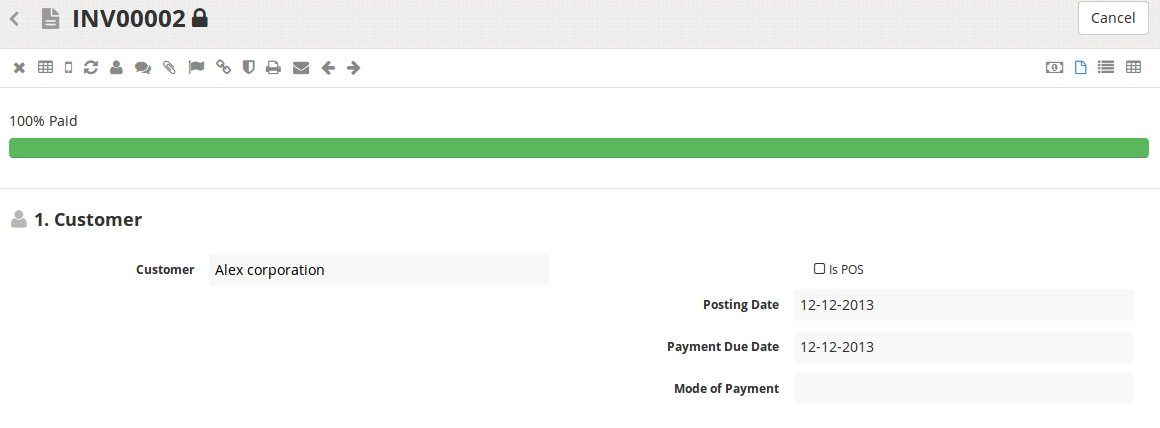 INV00002
Cancel
100% Paid
1. Customer
Customer Alex corporation
Is POS
Posting Date 12-12-2013
Payment Due Date 12-12-2013
Mode of Payment